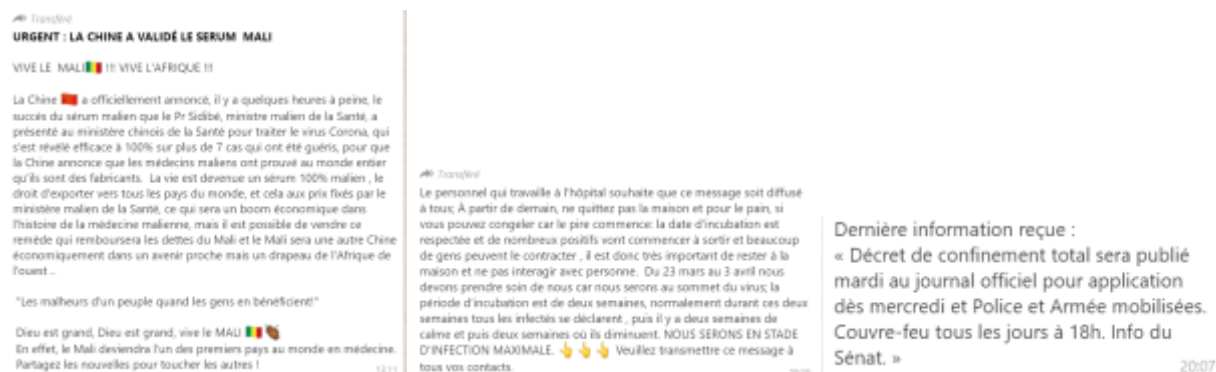 Transféré
URGENT : LA CHINE A VALIDÉ LE SERUM MALI
VIVE LE MALI🇲🇱 !!! VIVE L'AFRIQUE !!!
La Chine 🇨🇳 a officiellement annoncé, il y a quelques heures à peine, le
succès du sérum malien que le Pr Sidibé, ministre malien de la Santé, a
présenté au ministère chinois de la Santé pour traiter le virus Corona, qui
s'est révélé efficace à 100% sur plus de 7 cas qui ont été guéris, pour que
la Chine annonce que les médecins maliens ont prouvé au monde entier
qu'ils sont des fabricants. La vie est devenue un sérum 100% malien , le
droit d'exporter vers tous les pays du monde, et cela aux prix fixés par le
ministère malien de la Santé, ce qui sera un boom économique dans
l'histoire de la médecine malienne, mais il est possible de vendre ce
remède qui remboursera les dettes du Mali et le Mali sera une autre Chine
économiquement dans un avenir proche mais un drapeau de l'Afrique de
l'ouest ..
"Les malheurs d'un peuple quand les gens en bénéficient!"
Dieu est grand, Dieu est grand, vive le MALI 🇲🇱 👏🏾
En effet, le Mali deviendra l'un des premiers pays au monde en médecine.
Partagez les nouvelles pour toucher les autres !
Transféré
Le personnel qui travaille à l'hôpital souhaite que ce message soit diffusé
à tous; À partir de demain, ne quittez pas la maison et pour le pain, si
vous pouvez congeler car le pire commence: la date d'incubation est
respectée et de nombreux positifs vont commencer à sortir et beaucoup
de gens peuvent le contracter , il est donc très important de rester à la
maison et ne pas interagir avec personne. Du 23 mars au 3 avril nous
devons prendre soin de nous car nous serons au sommet du virus; la
période d'incubation est de deux semaines, normalement durant ces deux
semaines tous les infectés se déclarent , puis il y a deux semaines de
calme et puis deux semaines où ils diminuent. NOUS SERONS EN STADE
D'INFECTION MAXIMALE. 👆 👆 👆 Veuillez transmettre ce message à
tous vos contacts.
Dernière information reçue :
« Décret de confinement total sera publié
mardi au journal officiel pour application
dès mercredi et Police et Armée mobilisées.
Couvre-feu tous les jours à 18h. Info du
Sénat. »
20:07